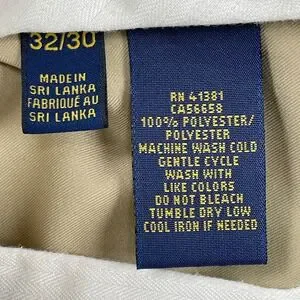 32/30
MADE IN
SRI LANKA
FABRIQUÉ AU
SRI LANKA
RN 41381
CA56658
100% POLYESTER/
POLYESTER
MACHINE WASH COLD
GENTLE CYCLE
WASH WITH
LIKE COLORS
DO NOT BLEACH
TUMBLE DRY LOW
COOL IRON IF NEEDED